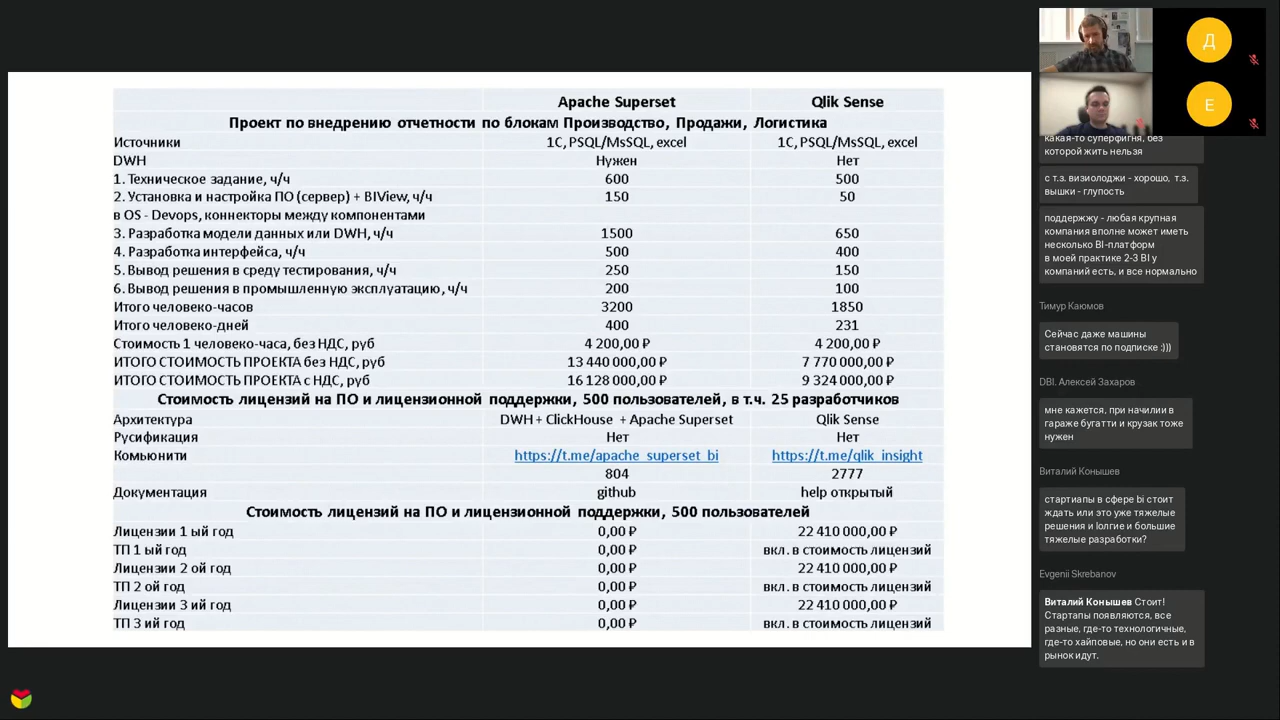 Apache Superset Qlik Sense
Проект по внедрению отчетности по блокам Производство, Продажи, Логистика
Источники 1C, PSQL/MsSQL, excel 1C, PSQL/MsSQL, excel
DWH Нужен Нет
1. Техническое задание, ч/ч 600 500
2. Установка и настройка ПО (сервер) + BIView, ч/ч 150 50
в OS - Devops, коннекторы между компонентами
3. Разработка модели данных или DWH, ч/ч 1500 650
4. Разработка интерфейса, ч/ч 500 400
5. Вывод решения в среду тестирования, ч/ч 250 150
6. Вывод решения в промышленную эксплуатацию, ч/ч 200 100
Итого человеко-часов 3200 1850
Итого человеко-дней 400 231
Стоимость 1 человеко-часа, без НДС, руб 4 200,00 ₽ 4 200,00 ₽
ИТОГО СТОИМОСТЬ ПРОЕКТА без НДС, руб 13 440 000,00 ₽ 7 770 000,00 ₽
ИТОГО СТОИМОСТЬ ПРОЕКТА с НДС, руб 16 128 000,00 ₽ 9 324 000,00 ₽
Стоимость лицензий на ПО и лицензионной поддержки, 500 пользователей, в т.ч. 25 разработчиков
Архитектура DWH + ClickHouse + Apache Superset Qlik Sense
Русификация Нет Нет
Комьюнити https://t.me/apache_superset_bi https://t.me/qlik_insight
804 2777
Документация github help открытый
Стоимость лицензий на ПО и лицензионной поддержки, 500 пользователей
Лицензии 1 ый год 0,00 ₽ 22 410 000,00 ₽
ТП 1 ый год 0,00 ₽ вкл. в стоимость лицензий
Лицензии 2 ой год 0,00 ₽ 22 410 000,00 ₽
ТП 2 ой год 0,00 ₽ вкл. в стоимость лицензий
Лицензии 3 ий год 0,00 ₽ 22 410 000,00 ₽
ТП 3 ий год 0,00 ₽ вкл. в стоимость лицензий
Д
Е
какая-то суперфигня, без
которой жить нельзя
с т.з. визиолоджи - хорошо, т.з.
вышки - глупость
поддержжу - любая крупная
компания вполне может иметь
несколько BI-платформ
в моей практике 2-3 BI у
компаний есть, и все нормально
Тимур Каюмов
Сейчас даже машины
становятся по подписке :)))
DBI. Алексей Захаров
мне кажется, при начилии в
гараже бугатти и крузак тоже
нужен
Виталий Конышев
стартиапы в сфере bi стоит
ждать или это уже тяжелые
решения и lолгие и большие
тяжелые разработки?
Evgenii Skrebanov
Виталий Конышев Стоит!
Стартапы появляются, все
разные, где-то технологичные,
где-то хайповые, но они есть и в
рынок идут.